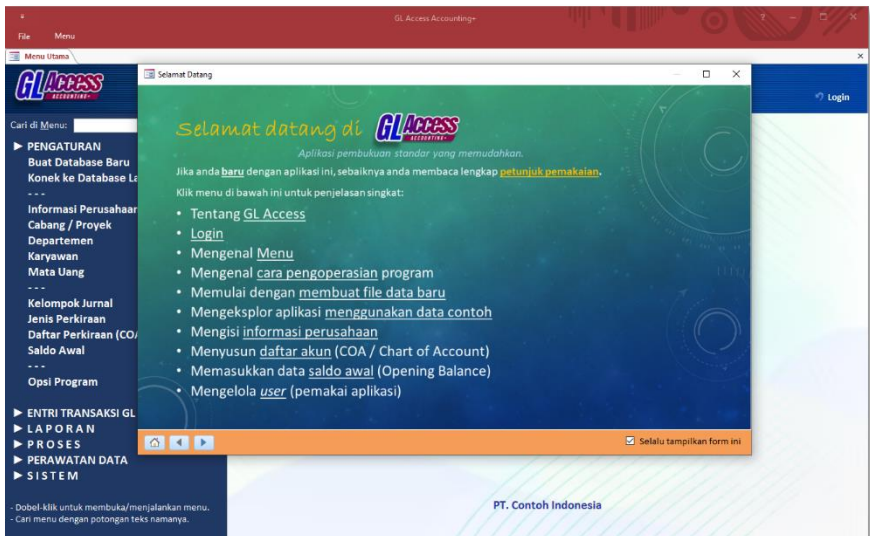 GL Access Accounting+
? – □ ×
File Menu
Menu Utama
×
GL Access
ACCOUNTING+
Login
Cari di Menu:
► PENGATURAN
Buat Database Baru
Konek ke Database La
- - -
Informasi Perusahaan
Cabang / Proyek
Departemen
Karyawan
Mata Uang
- - -
Kelompok Jurnal
Jenis Perkiraan
Daftar Perkiraan (COA
Saldo Awal
- - -
Opsi Program
► ENTRI TRANSAKSI GL
► L A P O R A N
► P R O S E S
► PERAWATAN DATA
► S I S T E M
- Dobel-klik untuk membuka/menjalankan menu.
- Cari menu dengan potongan teks namanya.
Selamat Datang
Selamat datang di GL Access
ACCOUNTING+
Aplikasi pembukuan standar yang memudahkan.
Jika anda baru dengan aplikasi ini, sebaiknya anda membaca lengkap petunjuk pemakaian.
Klik menu di bawah ini untuk penjelasan singkat:
• Tentang GL Access
• Login
• Mengenal Menu
• Mengenal cara pengoperasian program
• Memulai dengan membuat file data baru
• Mengeksplor aplikasi menggunakan data contoh
• Mengisi informasi perusahaan
• Menyusun daftar akun (COA / Chart of Account)
• Memasukkan data saldo awal (Opening Balance)
• Mengelola user (pemakai aplikasi)
Selalu tampilkan form ini
PT. Contoh Indonesia